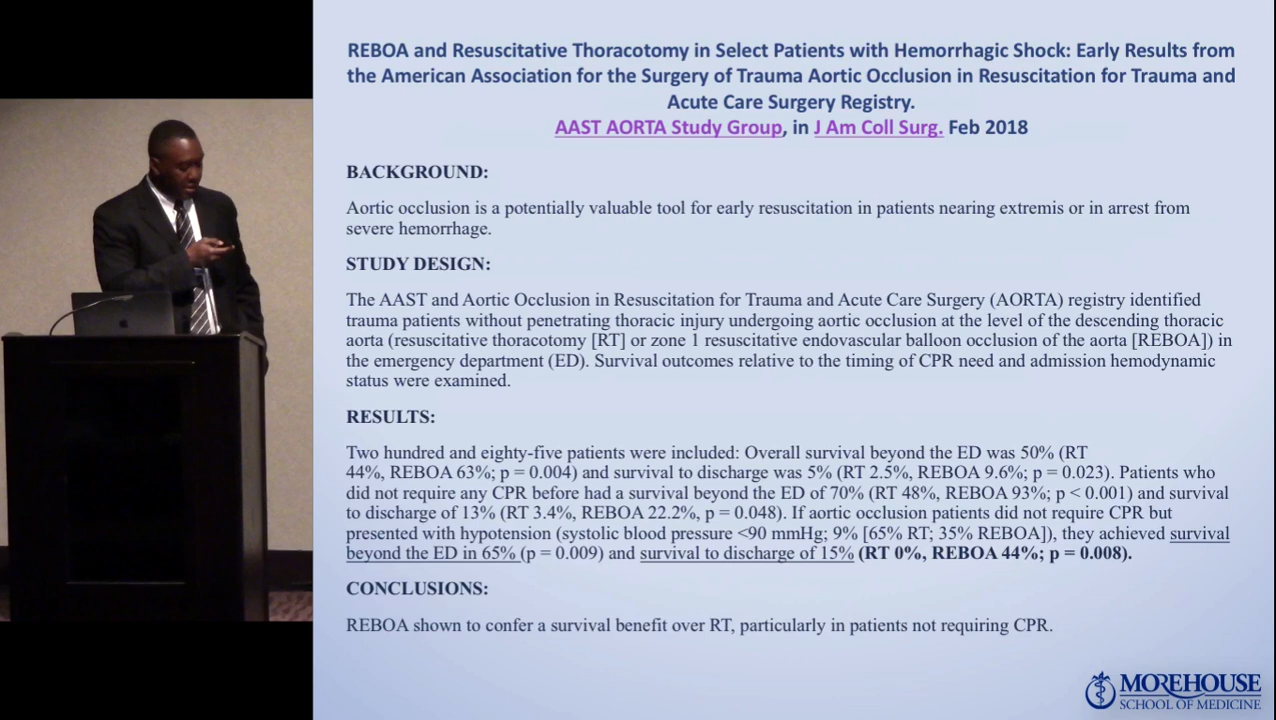 REBOA and Resuscitative Thoracotomy in Select Patients with Hemorrhagic Shock: Early Results from
the American Association for the Surgery of Trauma Aortic Occlusion in Resuscitation for Trauma and
Acute Care Surgery Registry.
AAST AORTA Study Group, in J Am Coll Surg. Feb 2018
BACKGROUND:
Aortic occlusion is a potentially valuable tool for early resuscitation in patients nearing extremis or in arrest from
severe hemorrhage.
STUDY DESIGN:
The AAST and Aortic Occlusion in Resuscitation for Trauma and Acute Care Surgery (AORTA) registry identified
trauma patients without penetrating thoracic injury undergoing aortic occlusion at the level of the descending thoracic
aorta (resuscitative thoracotomy [RT] or zone 1 resuscitative endovascular balloon occlusion of the aorta [REBOA]) in
the emergency department (ED). Survival outcomes relative to the timing of CPR need and admission hemodynamic
status were examined.
RESULTS:
Two hundred and eighty-five patients were included: Overall survival beyond the ED was 50% (RT
44%, REBOA 63%; p = 0.004) and survival to discharge was 5% (RT 2.5%, REBOA 9.6%; p = 0.023). Patients who
did not require any CPR before had a survival beyond the ED of 70% (RT 48%, REBOA 93%; p < 0.001) and survival
to discharge of 13% (RT 3.4%, REBOA 22.2%, p = 0.048). If aortic occlusion patients did not require CPR but
presented with hypotension (systolic blood pressure <90 mmHg; 9% [65% RT; 35% REBOA]), they achieved survival
beyond the ED in 65% (p = 0.009) and survival to discharge of 15% (RT 0%, REBOA 44%; p = 0.008).
CONCLUSIONS:
REBOA shown to confer a survival benefit over RT, particularly in patients not requiring CPR.
MOREHOUSE
SCHOOL OF MEDICINE